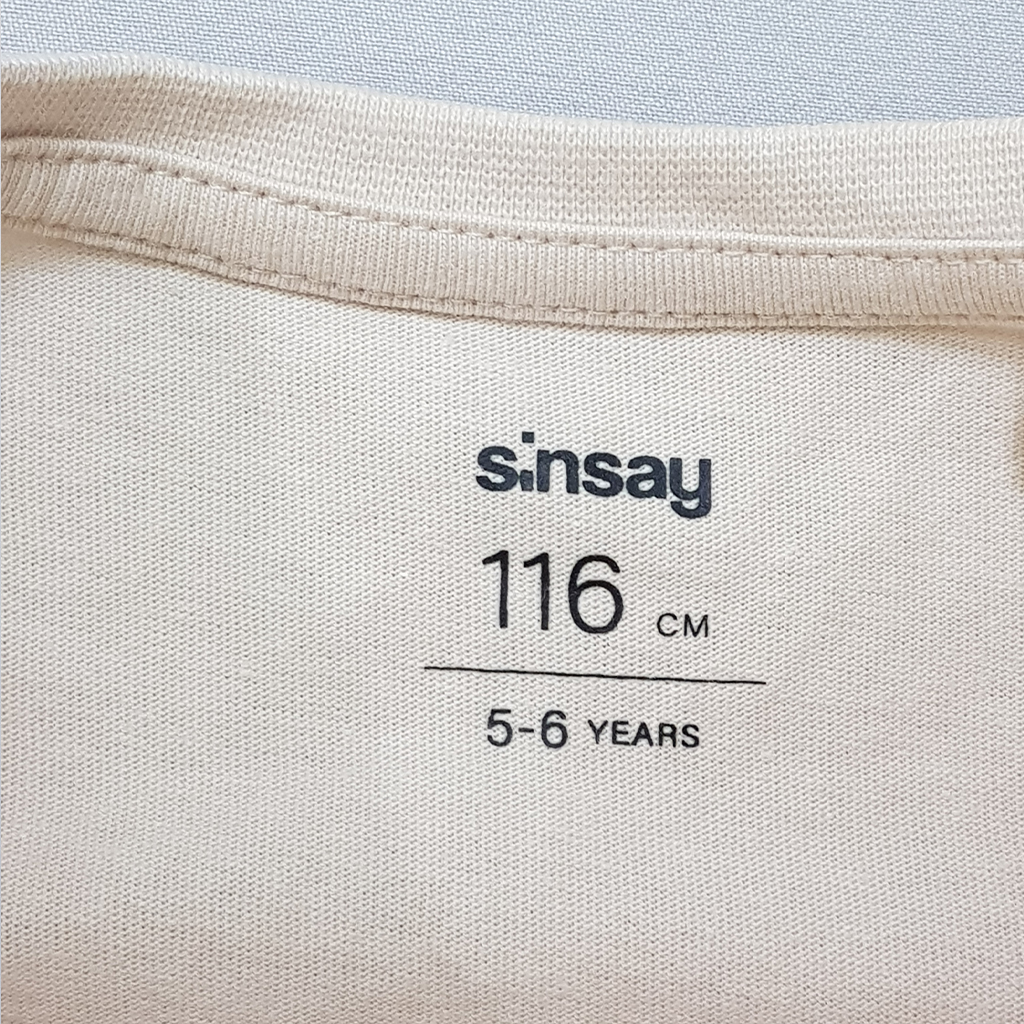 sinsay
116 CM
5-6 YEARS